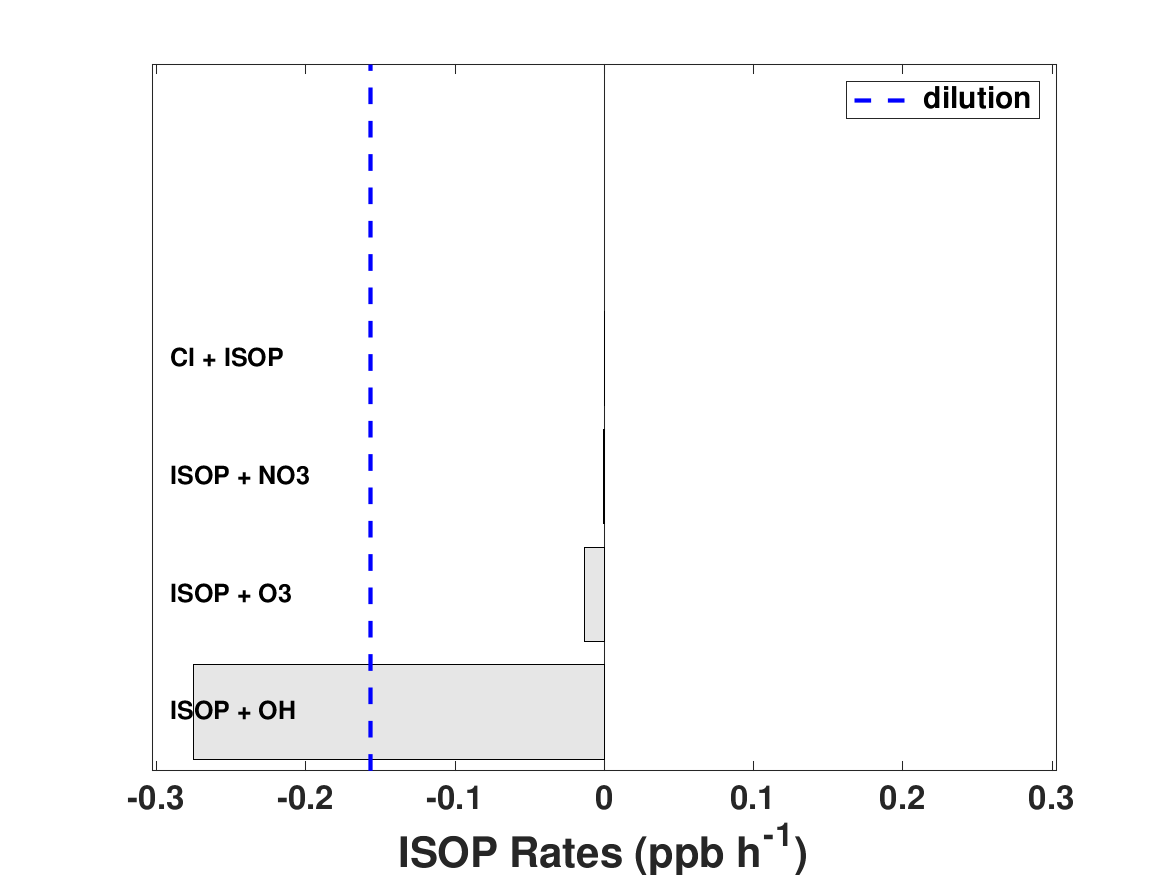 dilution
Cl + ISOP
ISOP + NO3
ISOP + O3
ISOP + OH
-0.3 -0.2 -0.1 0 0.1 0.2 0.3
ISOP Rates (ppb h-1)